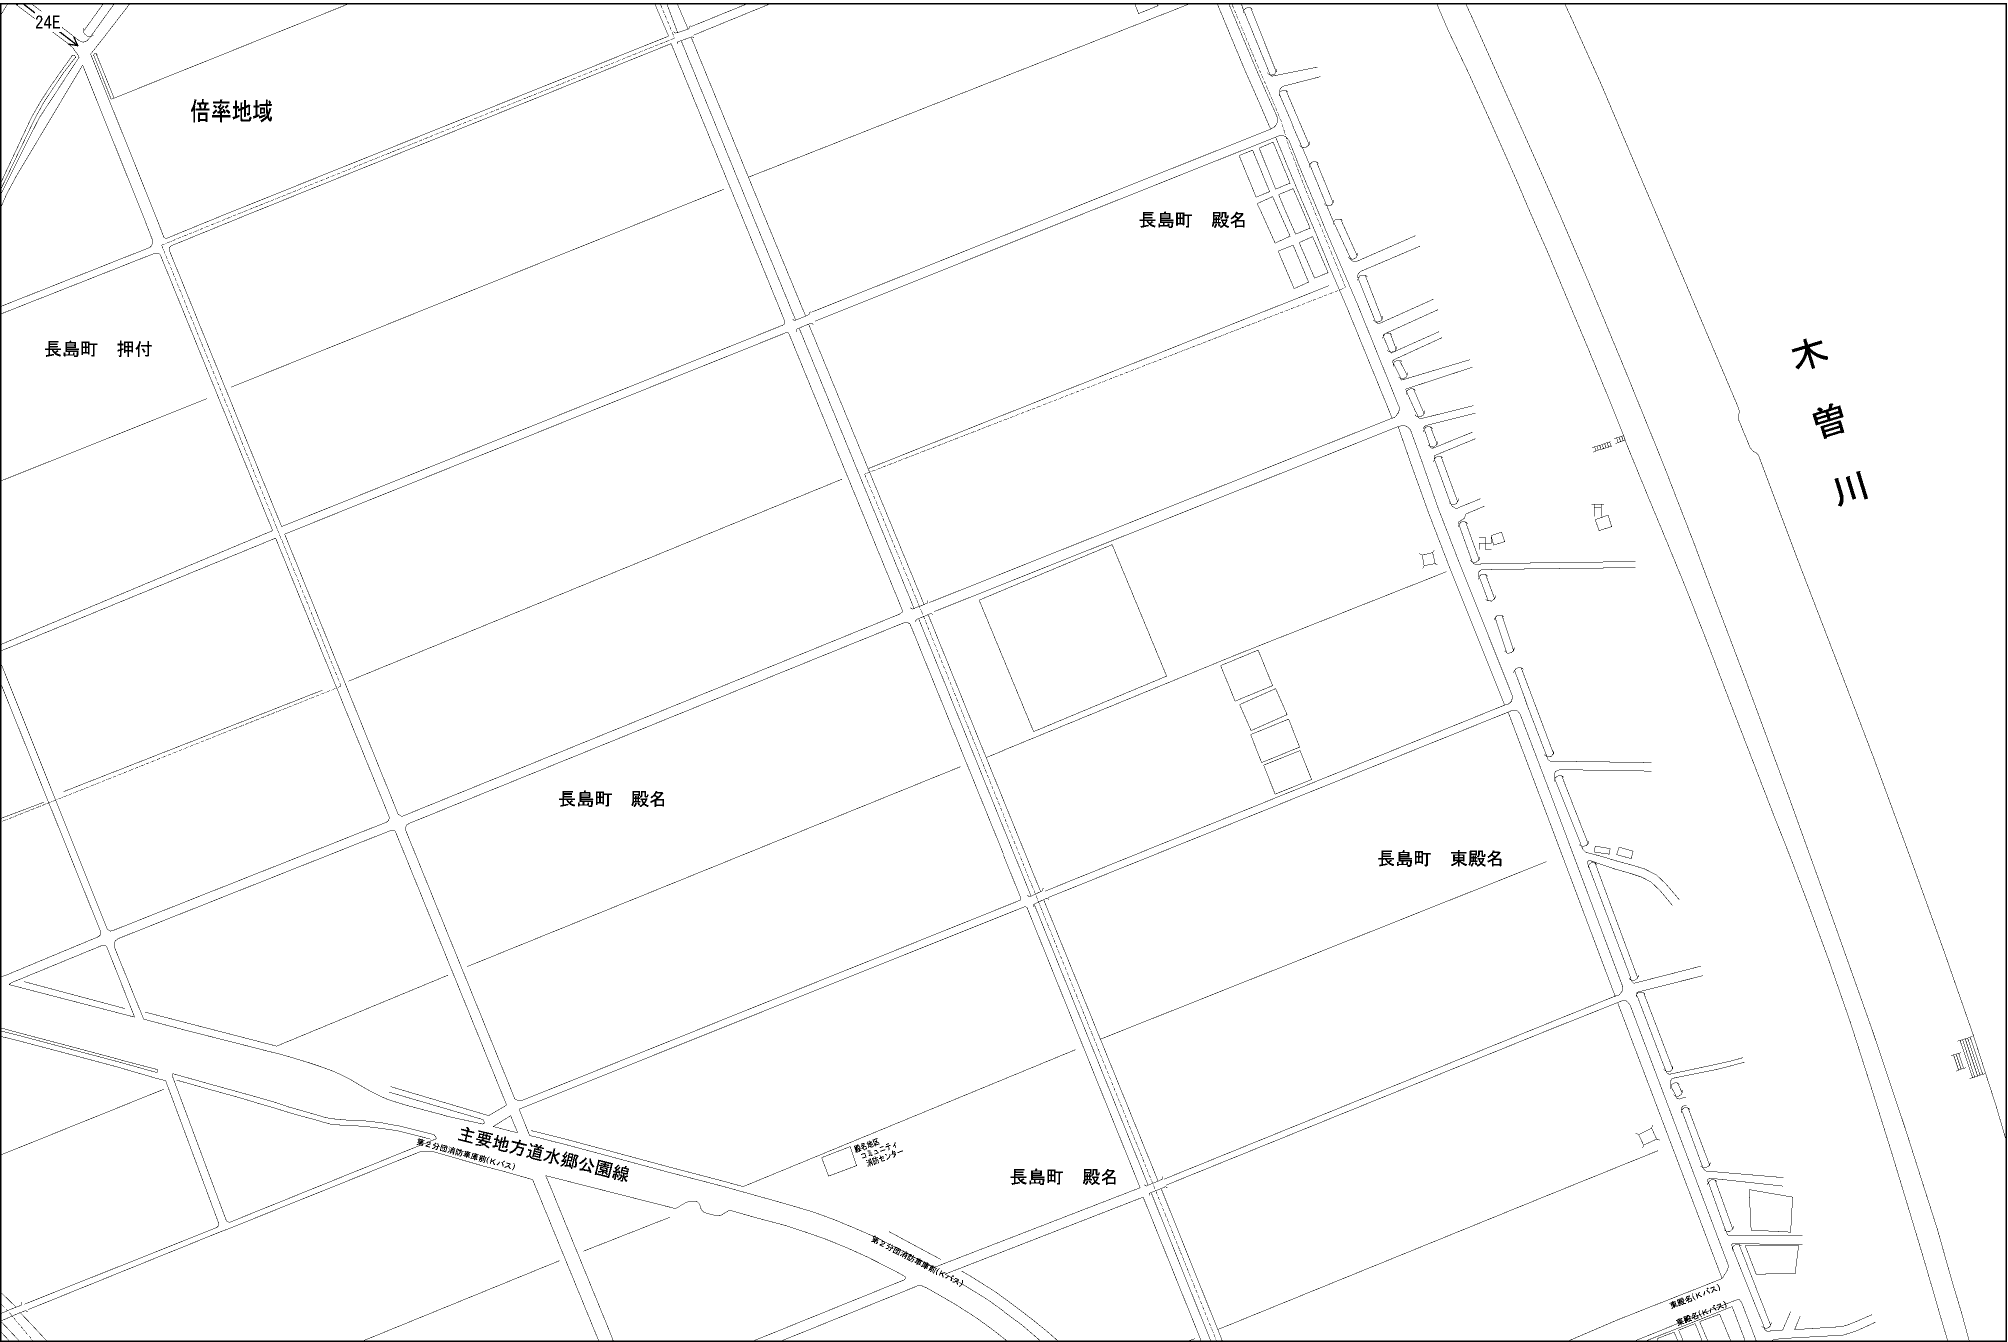 24E
倍率地域
長島町　殿名
長島町　押付
木曽川
長島町　殿名
長島町　東殿名
主要地方道水郷公園線
第2分団消防車庫前(Kバス)
殿名地区
コミュニティ
消防センター
長島町　殿名
第2分団消防車庫前(Kバス)
東殿名(Kバス)
東殿名(Kバス)